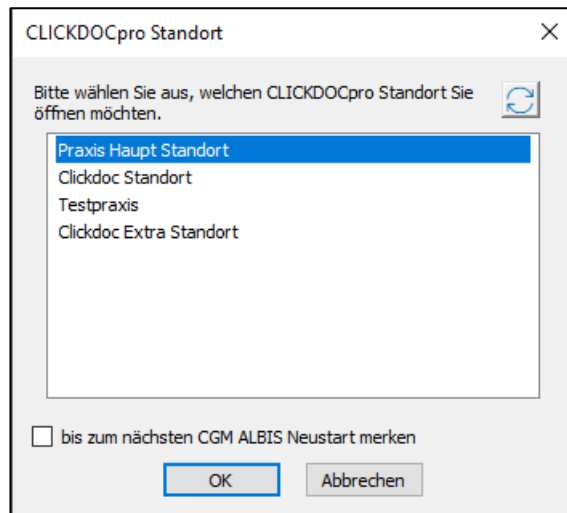 CLICKDOCpro Standort
Bitte wählen Sie aus, welchen CLICKDOCpro Standort Sie
öffnen möchten.
Praxis Haupt Standort
Clickdoc Standort
Testpraxis
Clickdoc Extra Standort
bis zum nächsten CGM ALBIS Neustart merken
OK
Abbrechen